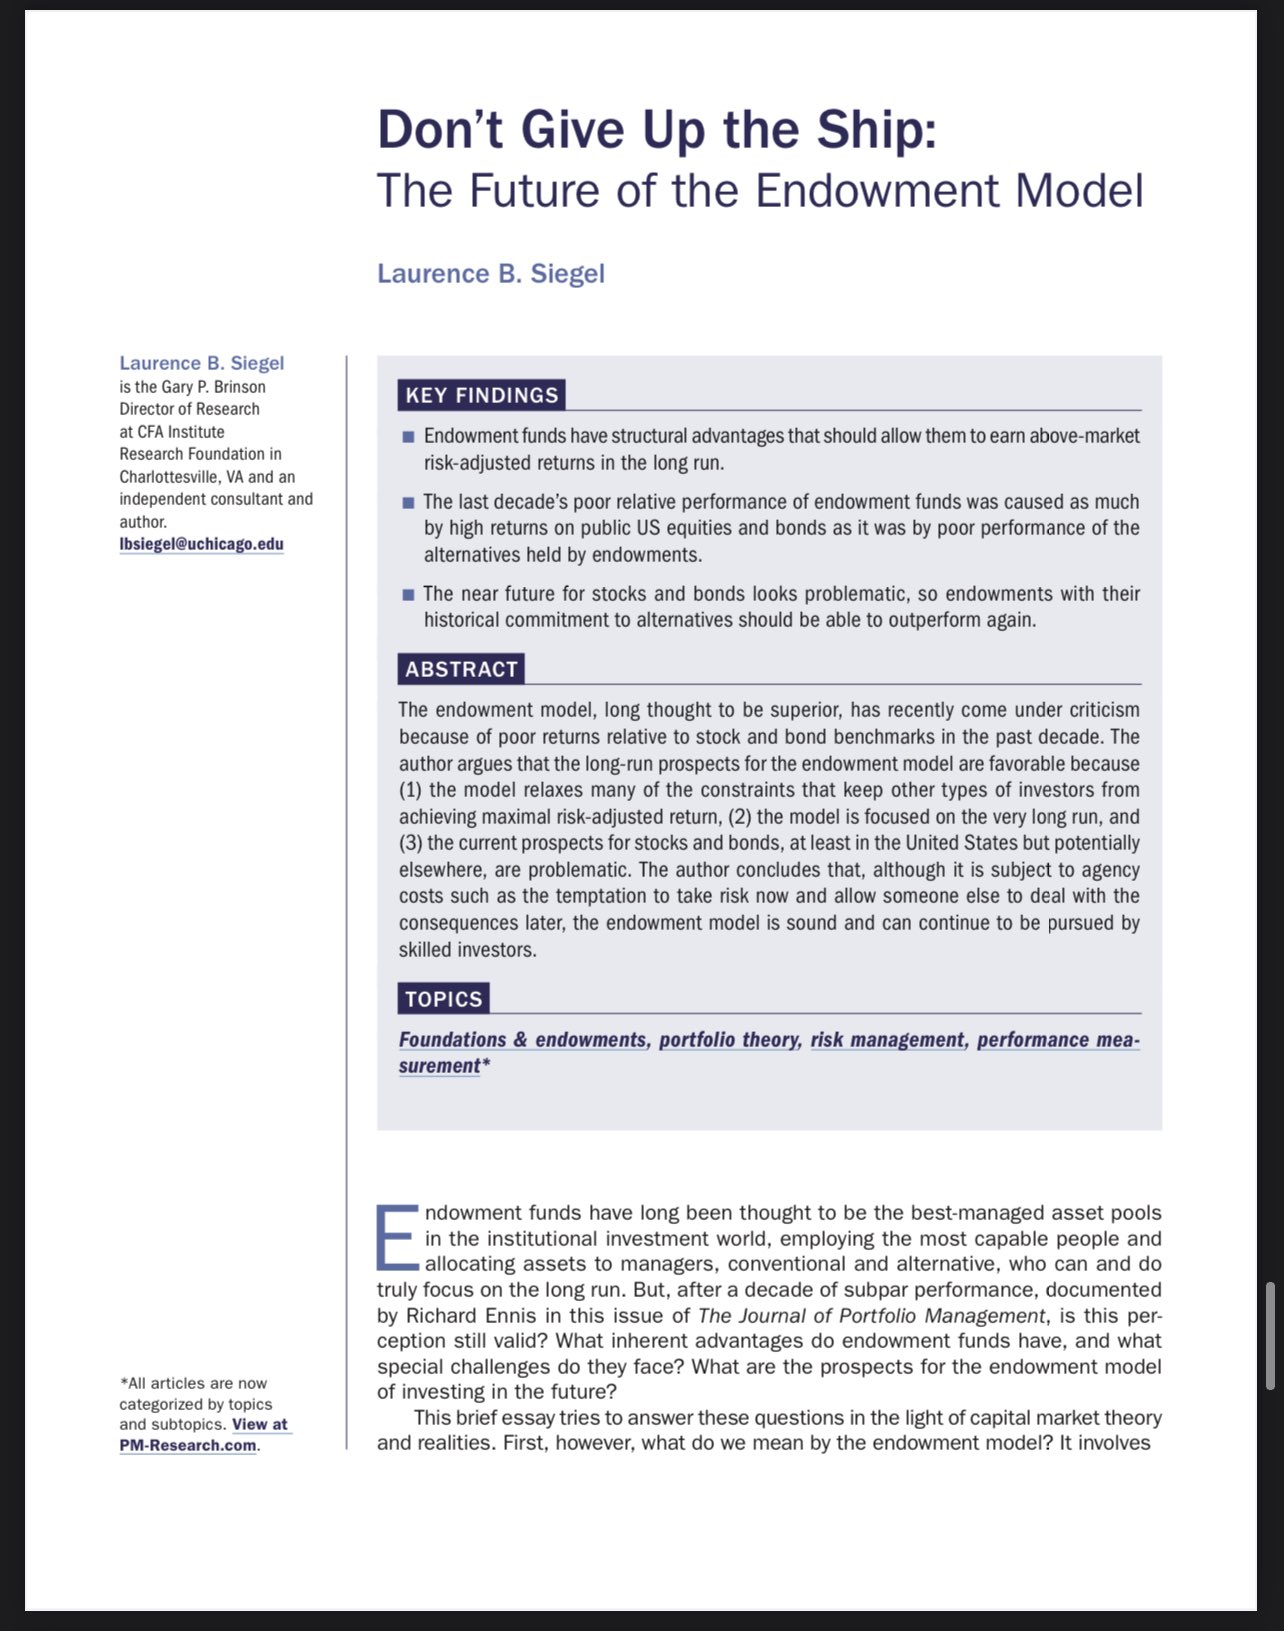 Don't Give Up the Ship:
The Future of the Endowment Model
Laurence B. Siegel
Laurence B. Siegel
is the Gary P. Brinson
Director of Research
at CFA Institute
Research Foundation in
Charlottesville, VA and an
independent consultant and
author.
lbsiegel@uchicago.edu
KEY FINDINGS
■ Endowment funds have structural advantages that should allow them to earn above-market
risk-adjusted returns in the long run.
■ The last decade's poor relative performance of endowment funds was caused as much
by high returns on public US equities and bonds as it was by poor performance of the
alternatives held by endowments.
■ The near future for stocks and bonds looks problematic, so endowments with their
historical commitment to alternatives should be able to outperform again.
ABSTRACT
The endowment model, long thought to be superior, has recently come under criticism
because of poor returns relative to stock and bond benchmarks in the past decade. The
author argues that the long-run prospects for the endowment model are favorable because
(1) the model relaxes many of the constraints that keep other types of investors from
achieving maximal risk-adjusted return, (2) the model is focused on the very long run, and
(3) the current prospects for stocks and bonds, at least in the United States but potentially
elsewhere, are problematic. The author concludes that, although it is subject to agency
costs such as the temptation to take risk now and allow someone else to deal with the
consequences later, the endowment model is sound and can continue to be pursued by
skilled investors.
TOPICS
Foundations & endowments, portfolio theory, risk management, performance mea-
surement*
Endowment funds have long been thought to be the best-managed asset pools
in the institutional investment world, employing the most capable people and
allocating assets to managers, conventional and alternative, who can and do
truly focus on the long run. But, after a decade of subpar performance, documented
by Richard Ennis in this issue of The Journal of Portfolio Management, is this per-
ception still valid? What inherent advantages do endowment funds have, and what
special challenges do they face? What are the prospects for the endowment model
of investing in the future?
This brief essay tries to answer these questions in the light of capital market theory
and realities. First, however, what do we mean by the endowment model? It involves
*All articles are now
categorized by topics
and subtopics. View at
PM-Research.com.